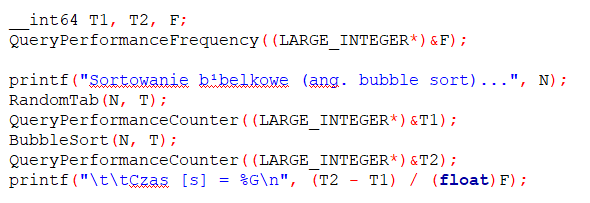 __int64 T1, T2, F;
QueryPerformanceFrequency((LARGE_INTEGER*)&F);
printf("Sortowanie b¹belkowe (ang. bubble sort)...", N);
RandomTab(N, T);
QueryPerformanceCounter((LARGE_INTEGER*)&T1);
BubbleSort(N, T);
QueryPerformanceCounter((LARGE_INTEGER*)&T2);
printf("\t\tCzas [s] = %G\n", (T2 - T1) / (float)F);